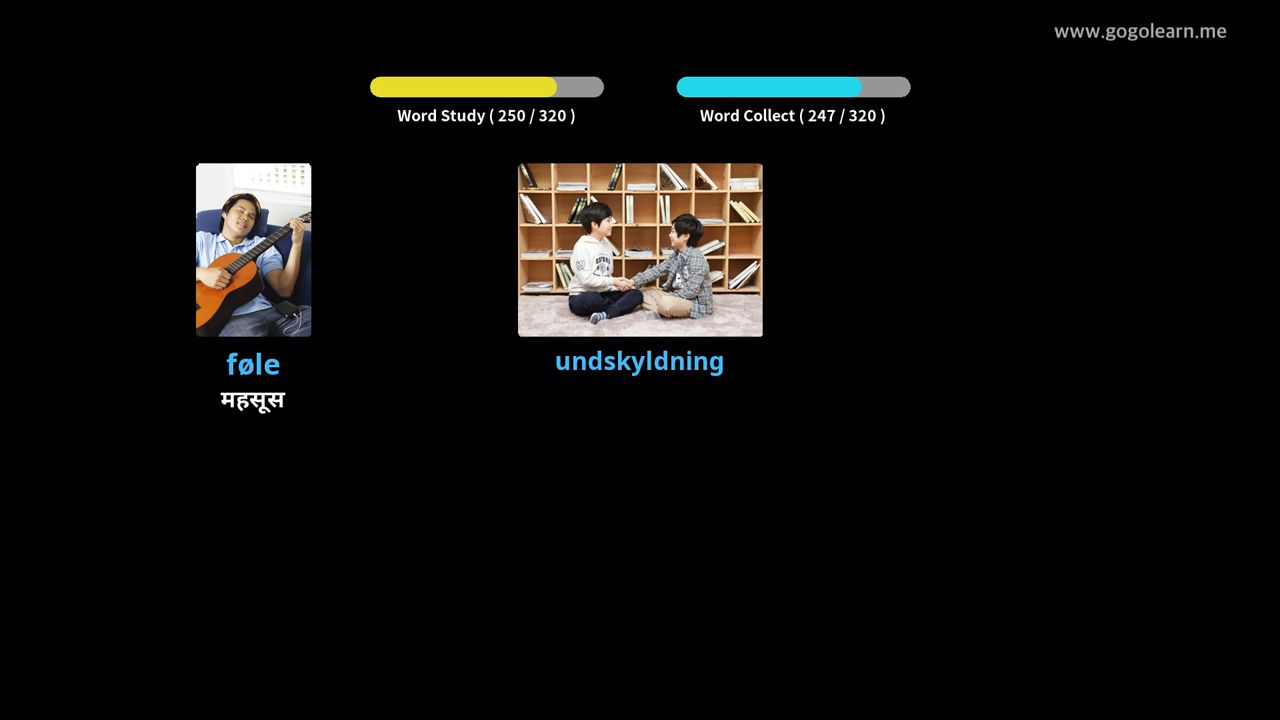 www.gogolearn.me
Word Study ( 250 / 320 )
Word Collect ( 247 / 320 )
føle
महसूस
undskyldning